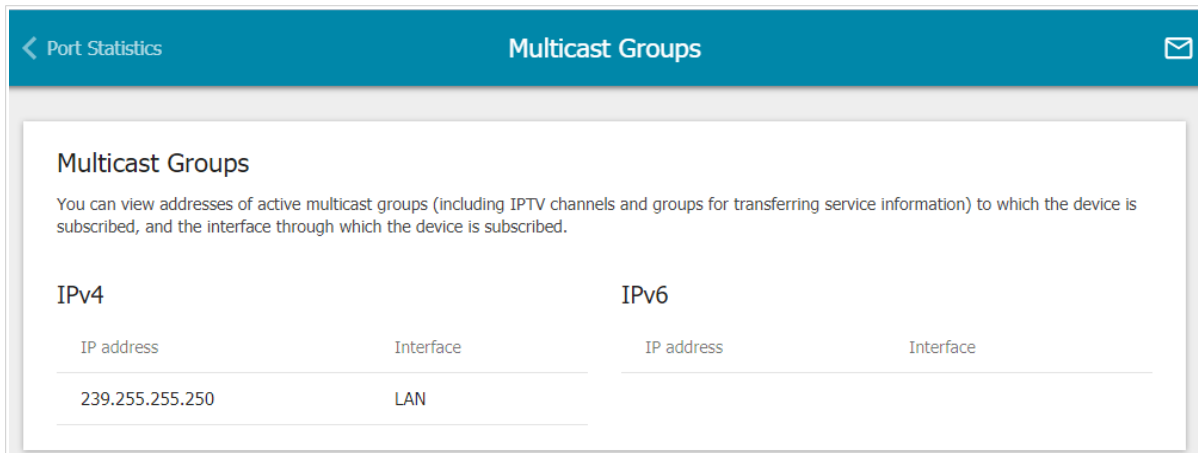 Port Statistics
Multicast Groups
Multicast Groups
You can view addresses of active multicast groups (including IPTV channels and groups for transferring service information) to which the device is
subscribed, and the interface through which the device is subscribed.
IPv4
IP address Interface
239.255.255.250 LAN
IPv6
IP address Interface